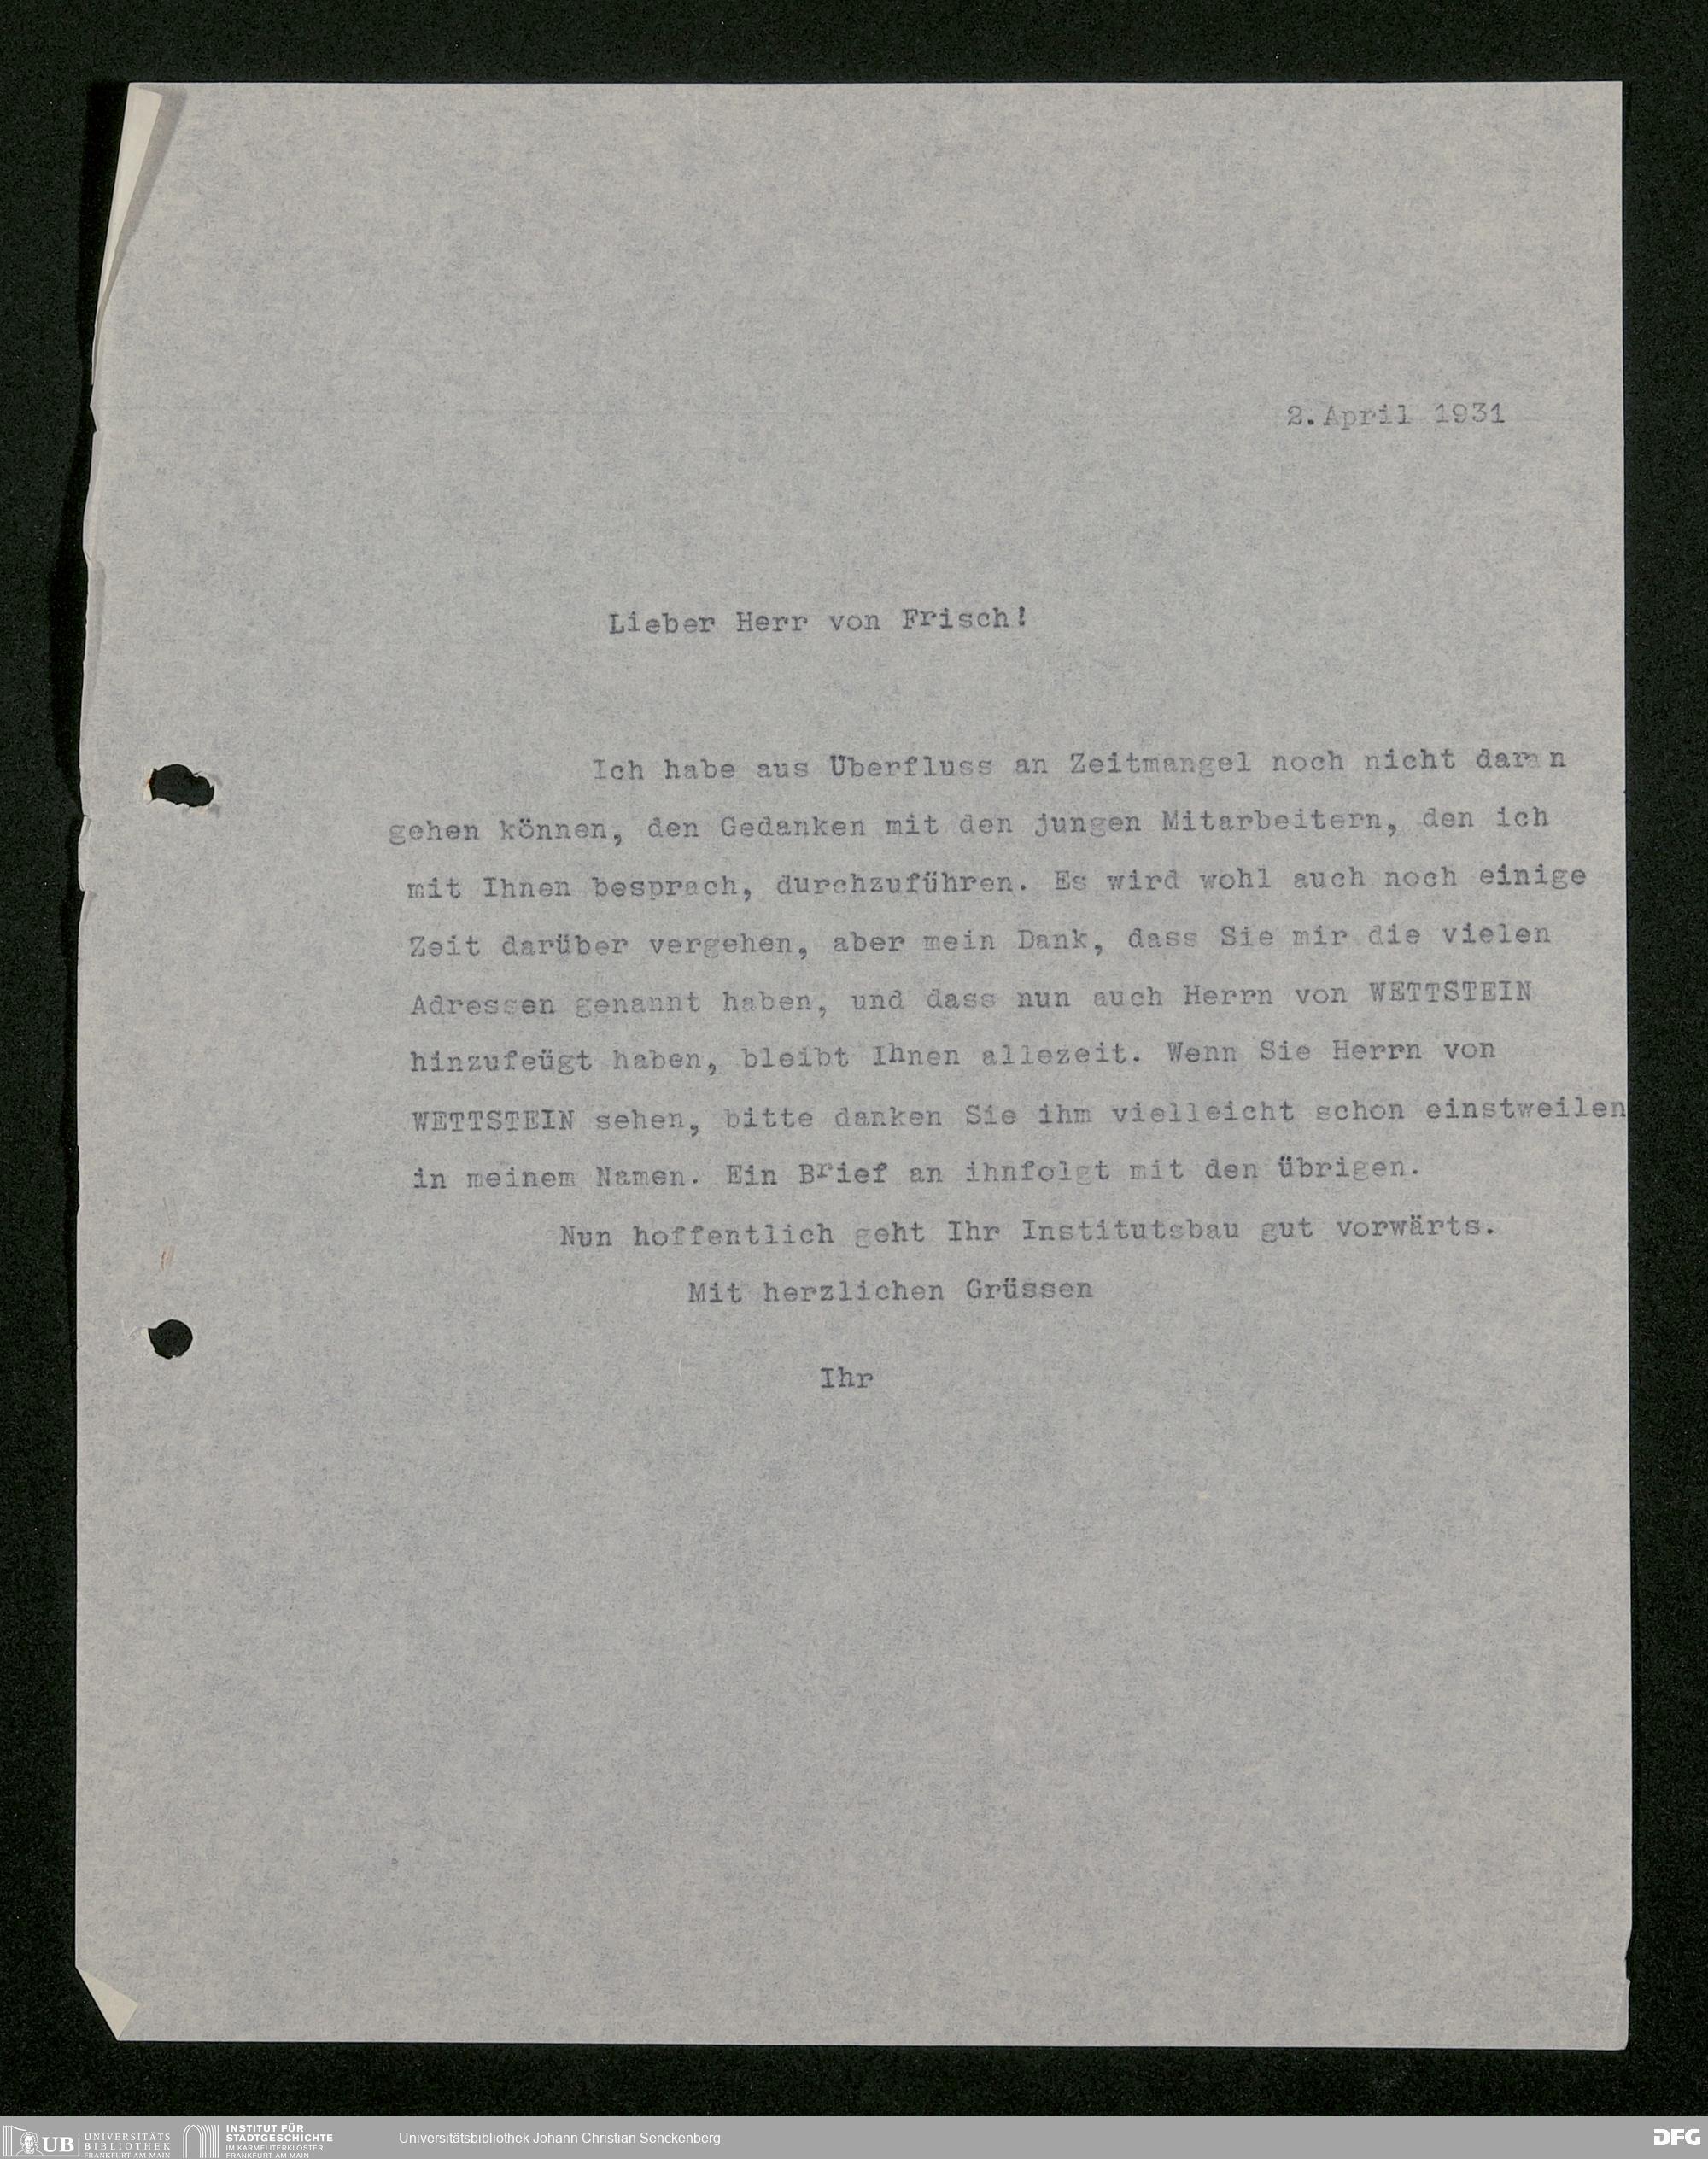 2.April 1931
Lieber Herr von Frisch!
Ich habe aus Überfluss an Zeitmangel noch nicht daran
gehen können, den Gedanken mit den jungen Mitarbeitern, den ich
mit Ihnen besprach, durchzuführen. Es wird wohl auch noch einige
Zeit darüber vergehen, aber mein Dank, dass Sie mir die vielen
Adressen genannt haben, und dass nun auch Herrn von WETTSTEIN
hinzufeügt haben, bleibt Ihnen allezeit. Wenn Sie Herrn von
WETTSTEIN sehen, bitte danken Sie ihm vielleicht schon einstweilen
in meinem Namen. Ein Brief an ihnfolgt mit den übrigen.
Nun hoffentlich geht Ihr Institutsbau gut vorwärts.
Mit herzlichen Grüssen
Ihr
UB
UNIVERSITÄTS
BIBLIOTHEK
FRANKFURT AM MAIN
INSTITUT FÜR
STADTGESCHICHTE
IM KARMELITERKLOSTER
FRANKFURT AM MAIN
Universitätsbibliothek Johann Christian Senckenberg
DFG